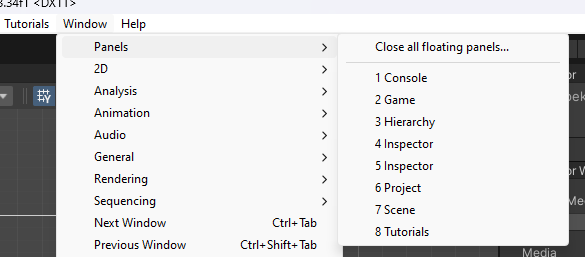 8.34f1 <DX11>
Tutorials Window Help
Panels
2D
Analysis
Animation
Audio
General
Rendering
Sequencing
Next Window Ctrl+Tab
Previous Window Ctrl+Shift+Tab
Close all floating panels...
1 Console
2 Game
3 Hierarchy
4 Inspector
5 Inspector
6 Project
7 Scene
8 Tutorials
Media